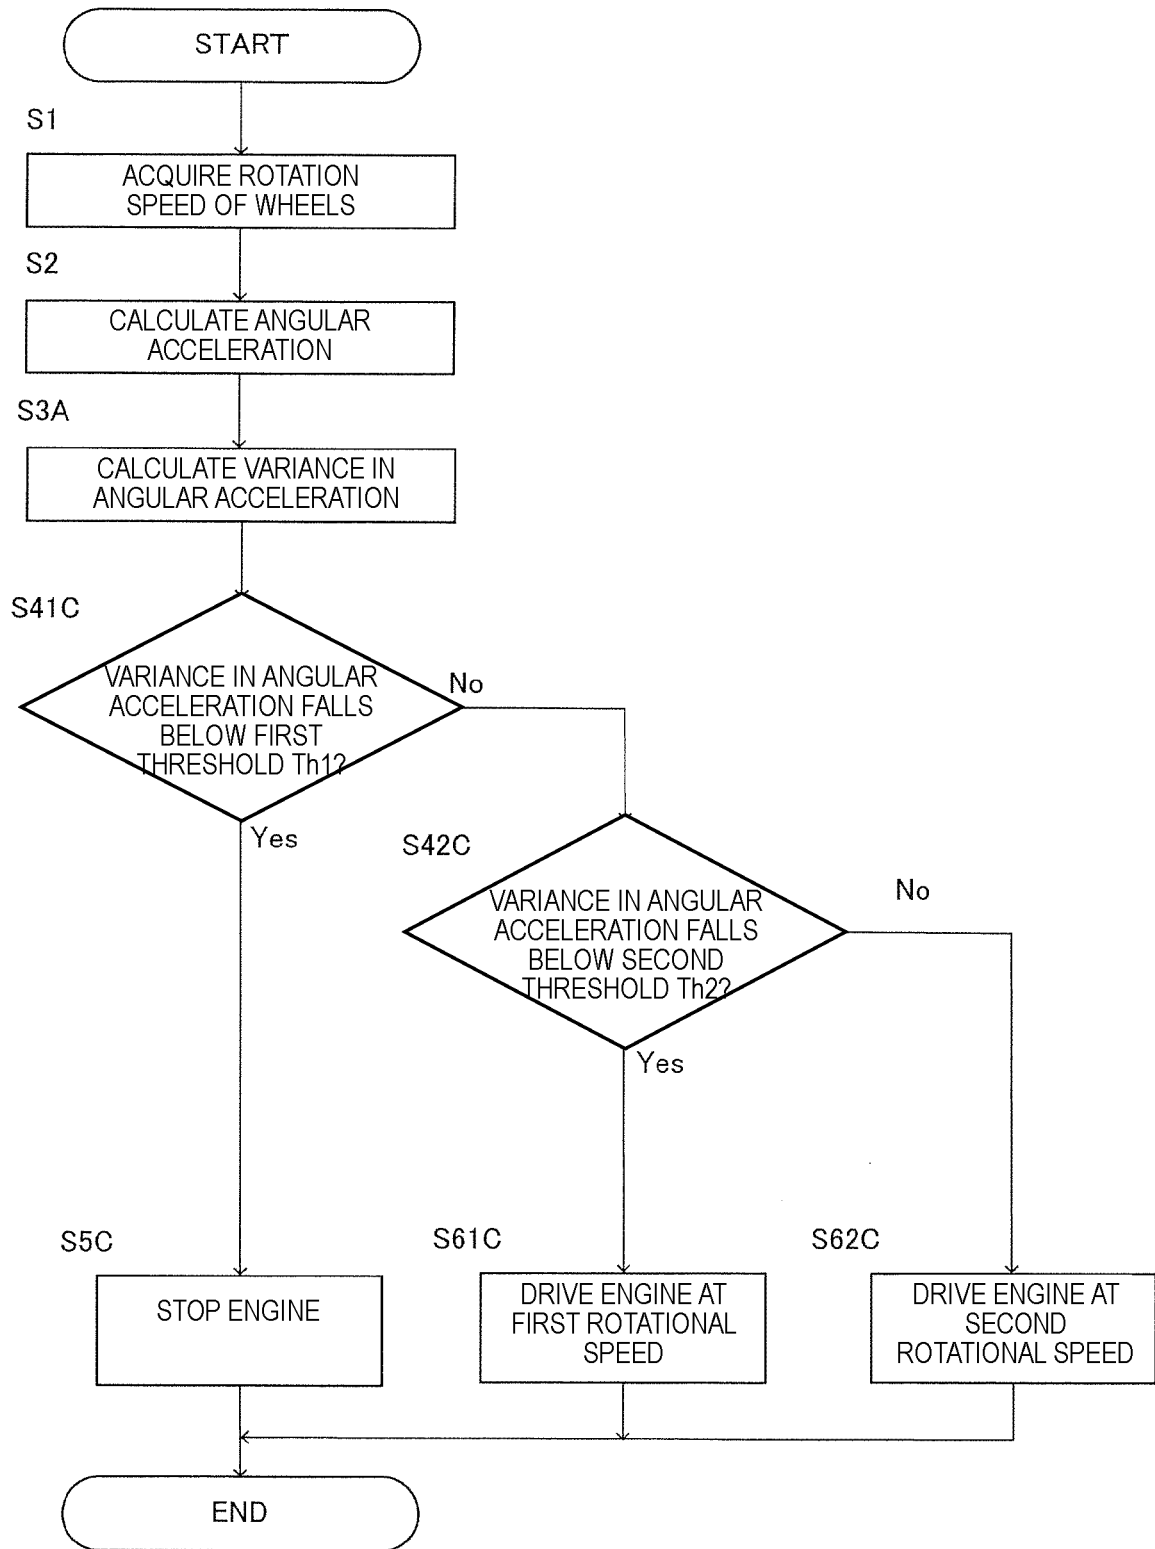 START
S1
ACQUIRE ROTATION
SPEED OF WHEELS
S2
CALCULATE ANGULAR
ACCELERATION
S3A
CALCULATE VARIANCE IN
ANGULAR ACCELERATION
S41C
VARIANCE IN ANGULAR
ACCELERATION FALLS
BELOW FIRST
THRESHOLD Th1?
No
Yes
S42C
VARIANCE IN ANGULAR
ACCELERATION FALLS
BELOW SECOND
THRESHOLD Th2?
No
Yes
S5C
STOP ENGINE
S61C
DRIVE ENGINE AT
FIRST ROTATIONAL
SPEED
S62C
DRIVE ENGINE AT
SECOND
ROTATIONAL SPEED
END